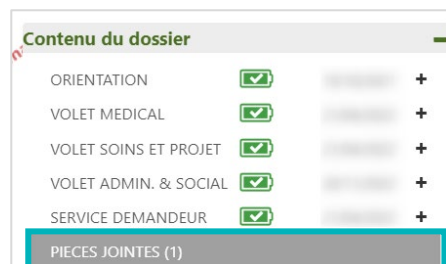 Contenu du dossier
ORIENTATION +
VOLET MEDICAL +
VOLET SOINS ET PROJET +
VOLET ADMIN. & SOCIAL +
SERVICE DEMANDEUR +
PIECES JOINTES (1)